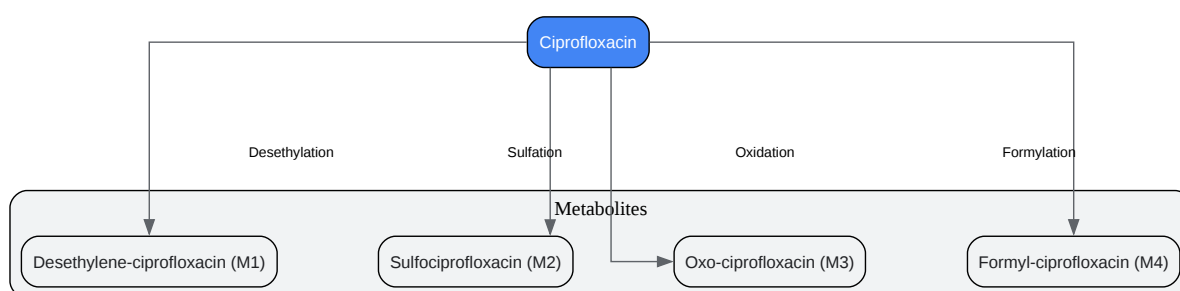 Ciprofloxacin
Desethylation
Sulfation
Oxidation
Formylation
Metabolites
Desethylene-ciprofloxacin (M1)
Sulfociprofloxacin (M2)
Oxo-ciprofloxacin (M3)
Formyl-ciprofloxacin (M4)